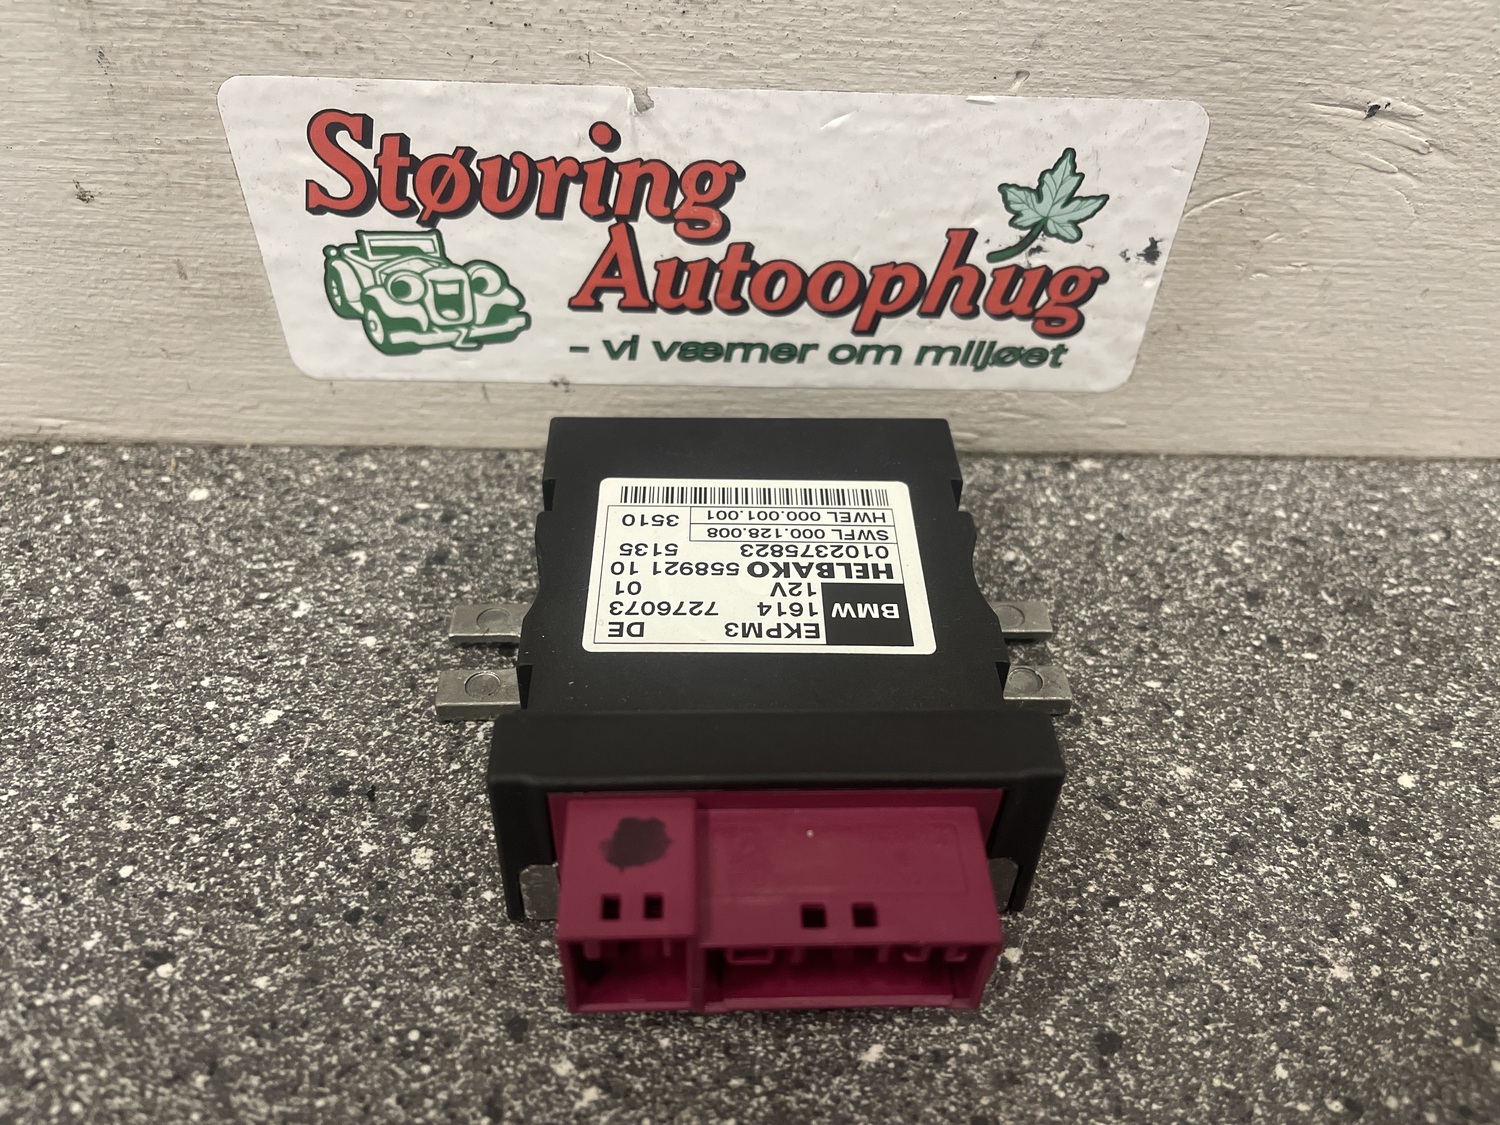 Støvring
Autoophug
- vi værner om miljøet
EKPM3 DE
BMW 1614 7276073
12V 01
HELBAKO 558921 10
0102375823 5135
SWFL 000.128.008
HWEL 000.001.001 3510